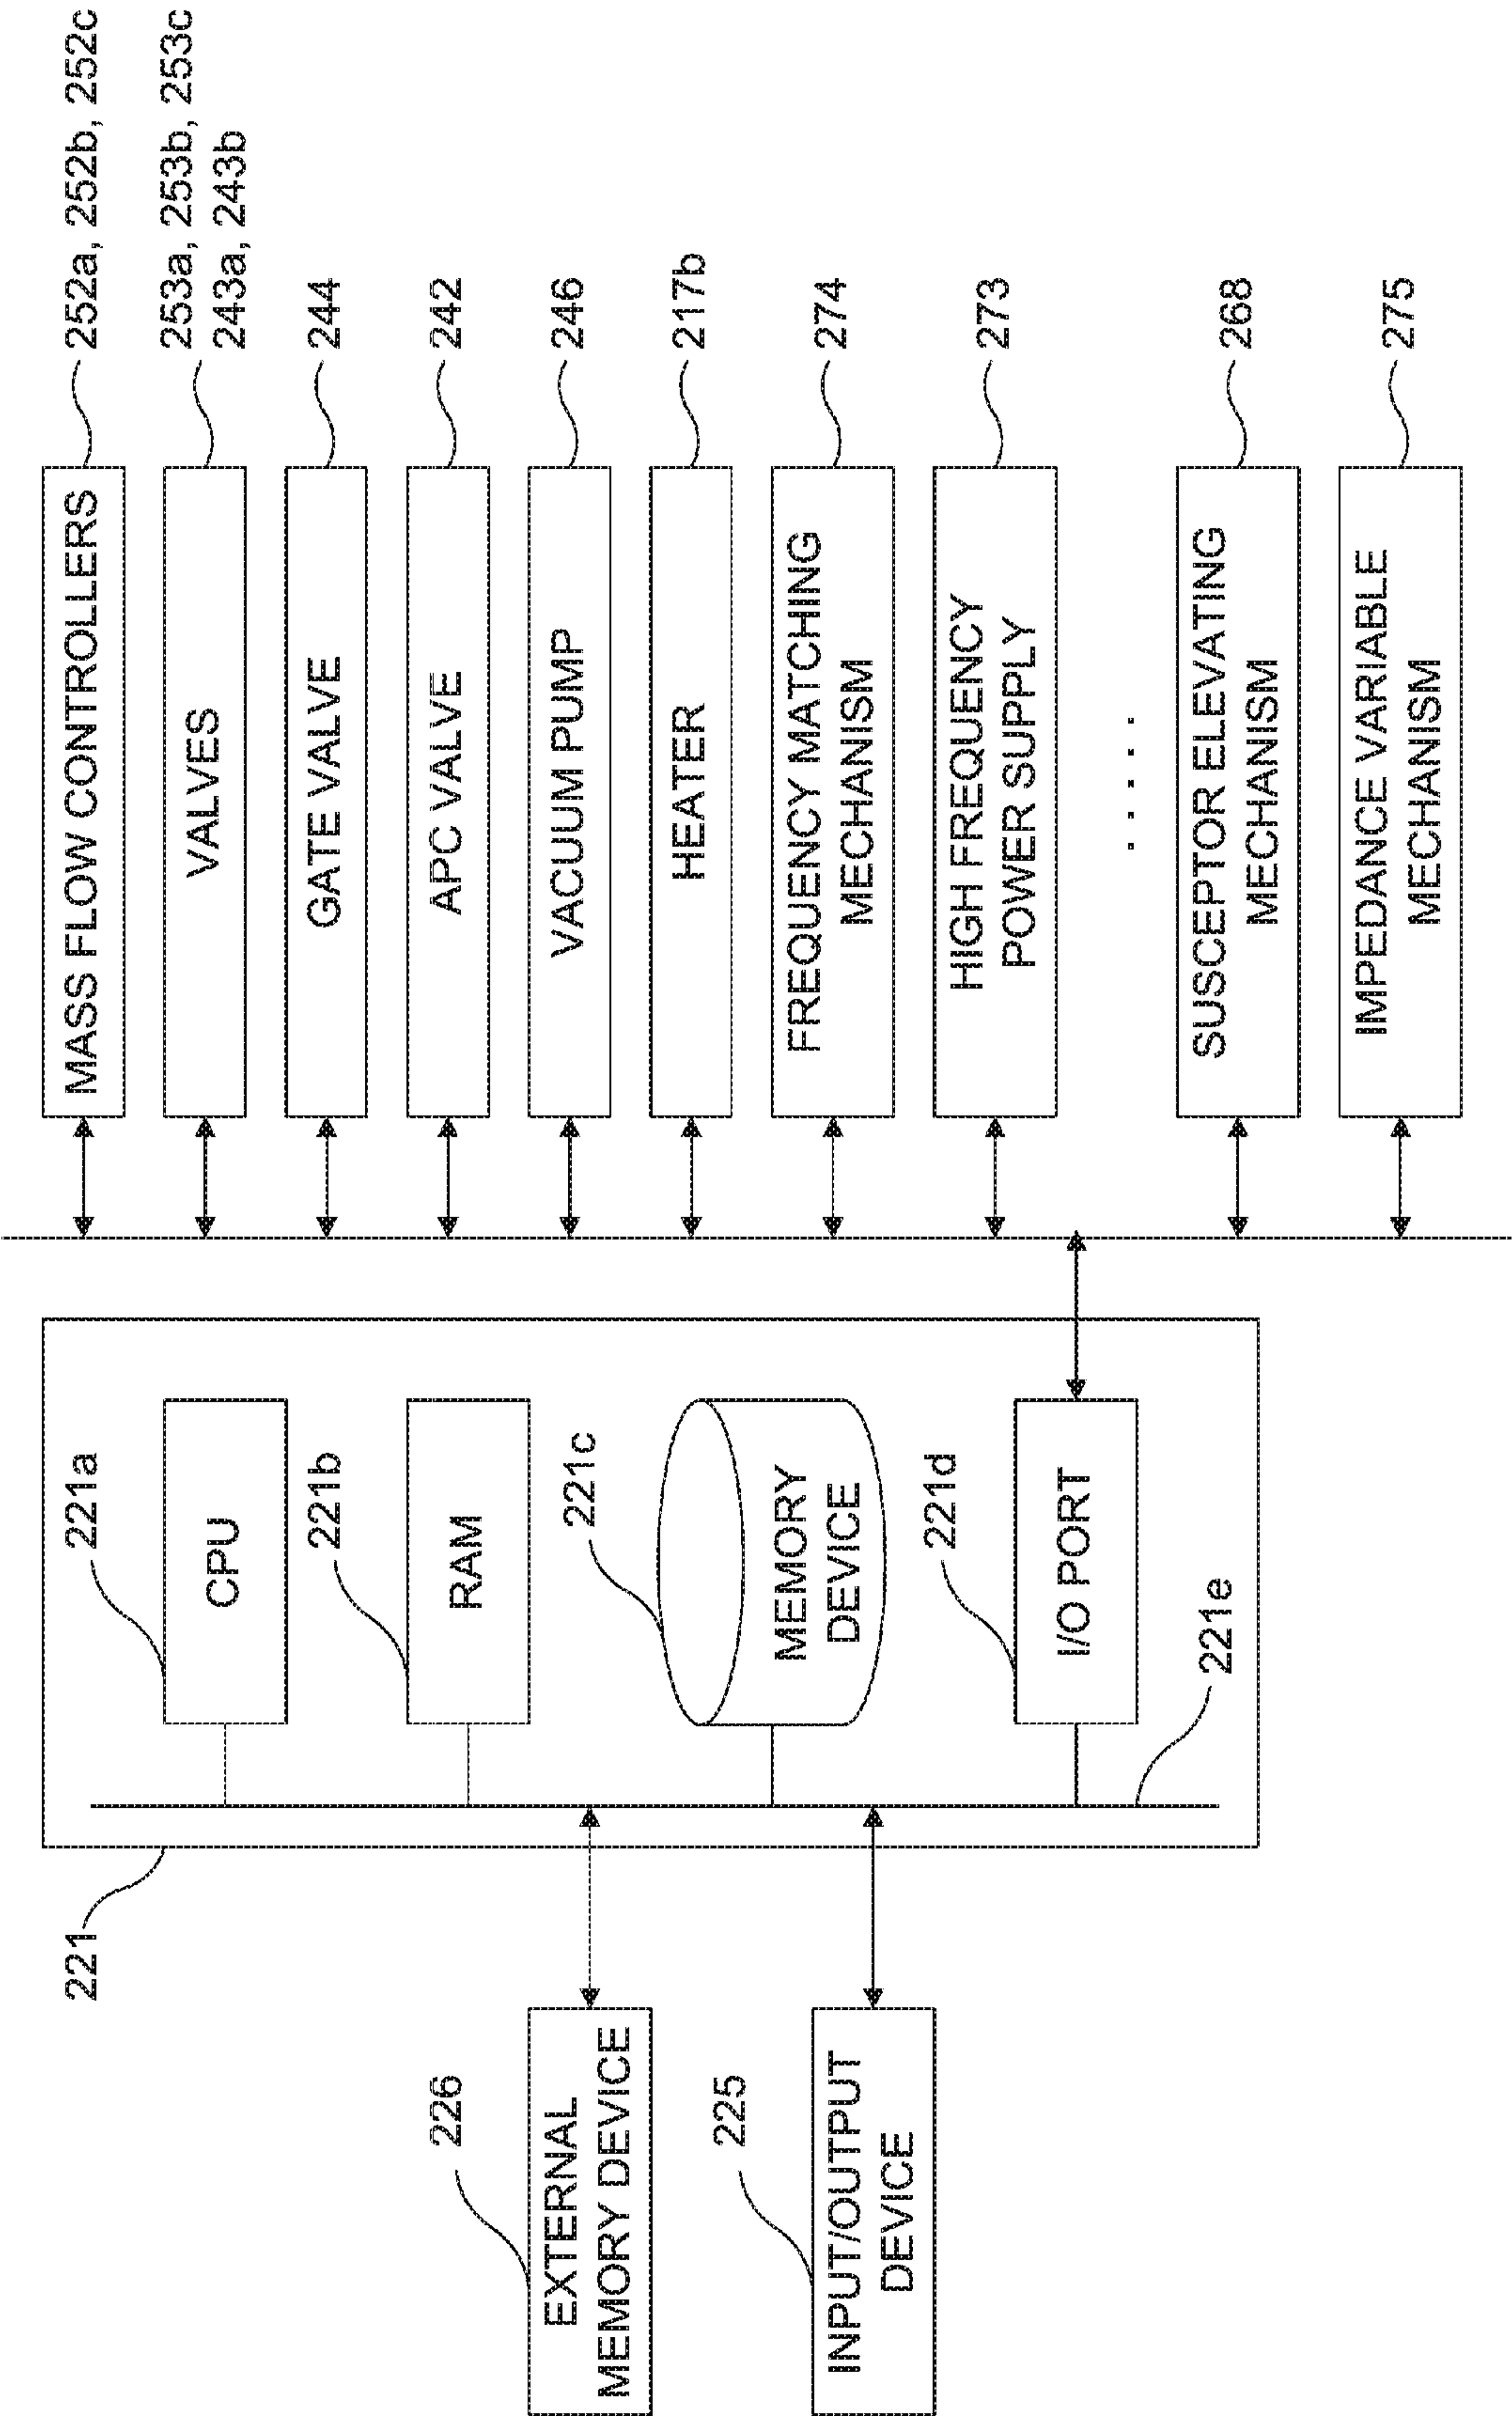 221
221a
CPU
221b
RAM
221c
MEMORY
DEVICE
221d
I/O PORT
221e
226
EXTERNAL
MEMORY DEVICE
225
INPUT/OUTPUT
DEVICE
MASS FLOW CONTROLLERS
252a, 252b, 252c
VALVES
253a, 253b, 253c
243a, 243b
GATE VALVE
244
APC VALVE
242
VACUUM PUMP
246
HEATER
217b
FREQUENCY MATCHING
MECHANISM
274
HIGH FREQUENCY
POWER SUPPLY
273
.....
SUSCEPTOR ELEVATING
MECHANISM
268
IMPEDANCE VARIABLE
MECHANISM
275